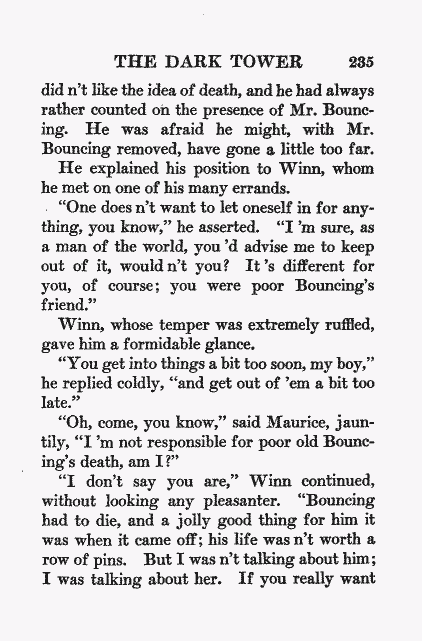 THE DARK TOWER 235
did n't like the idea of death, and he had always
rather counted on the presence of Mr. Bounc-
ing. He was afraid he might, with Mr.
Bouncing removed, have gone a little too far.
He explained his position to Winn, whom
he met on one of his many errands.
“One does n't want to let oneself in for any-
thing, you know,” he asserted. “I 'm sure, as
a man of the world, you 'd advise me to keep
out of it, would n't you? It 's different for
you, of course; you were poor Bouncing's
friend.”
Winn, whose temper was extremely ruffled,
gave him a formidable glance.
“You get into things a bit too soon, my boy,”
he replied coldly, “and get out of 'em a bit too
late.”
“Oh, come, you know,” said Maurice, jaun-
tily, “I 'm not responsible for poor old Bounc-
ing's death, am I?”
“I don't say you are,” Winn continued,
without looking any pleasanter. “Bouncing
had to die, and a jolly good thing for him it
was when it came off; his life was n't worth a
row of pins. But I was n't talking about him;
I was talking about her. If you really want